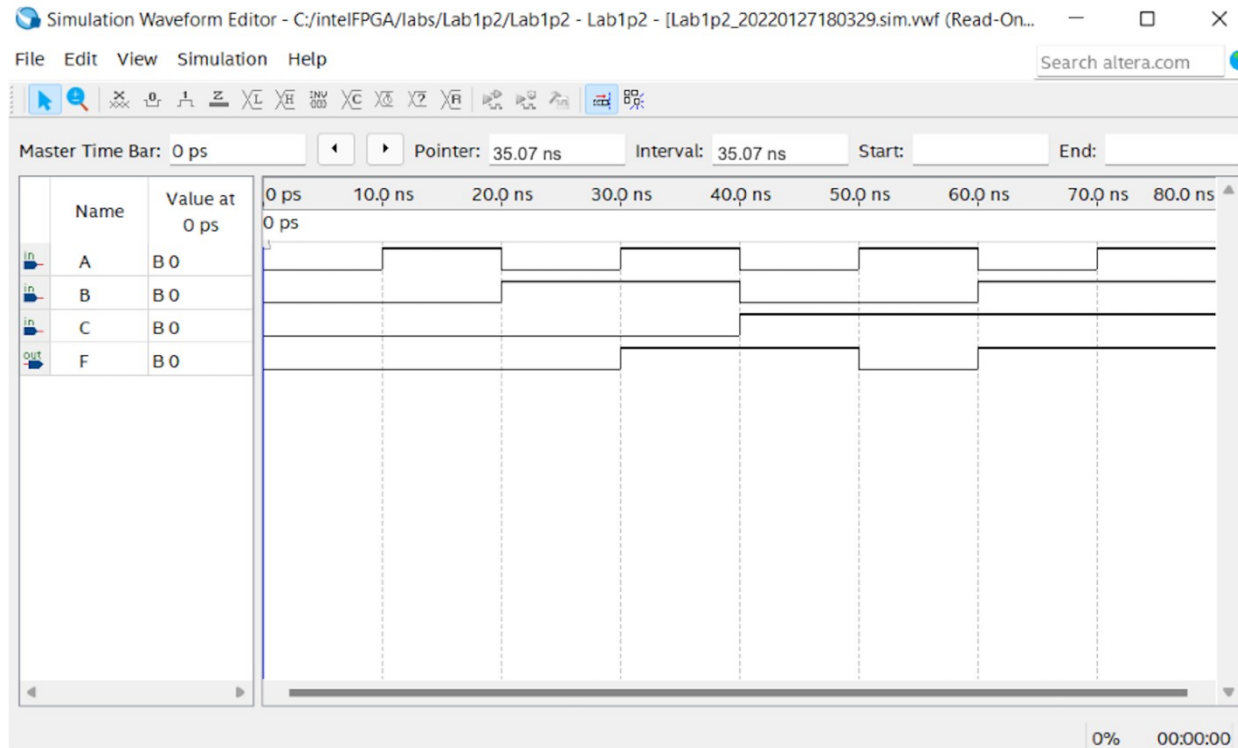 Simulation Waveform Editor - C:/intelFPGA/labs/Lab1p2/Lab1p2 - Lab1p2 - [Lab1p2_20220127180329.sim.vwf (Read-On...
File Edit View Simulation Help
Search altera.com
Master Time Bar: 0 ps Pointer: 35.07 ns Interval: 35.07 ns Start: End:
Name Value at 0 ps
0 ps 10.0 ns 20.0 ns 30.0 ns 40.0 ns 50.0 ns 60.0 ns 70.0 ns 80.0 ns
0 ps
in A B 0
in B B 0
in C B 0
out F B 0
0% 00:00:00